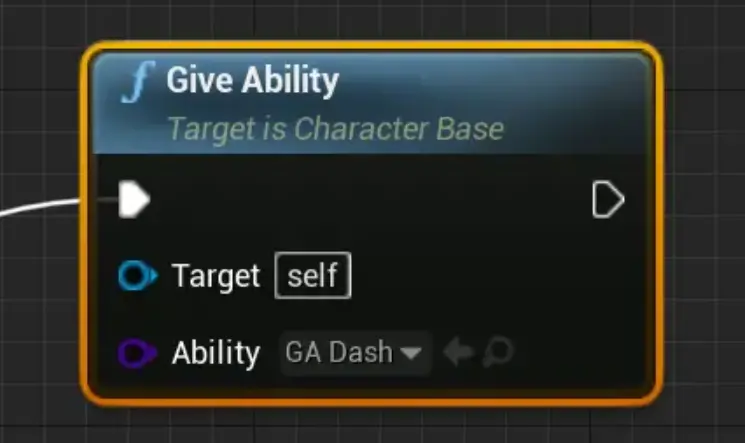 f Give Ability
Target is Character Base
Target self
Ability GA Dash